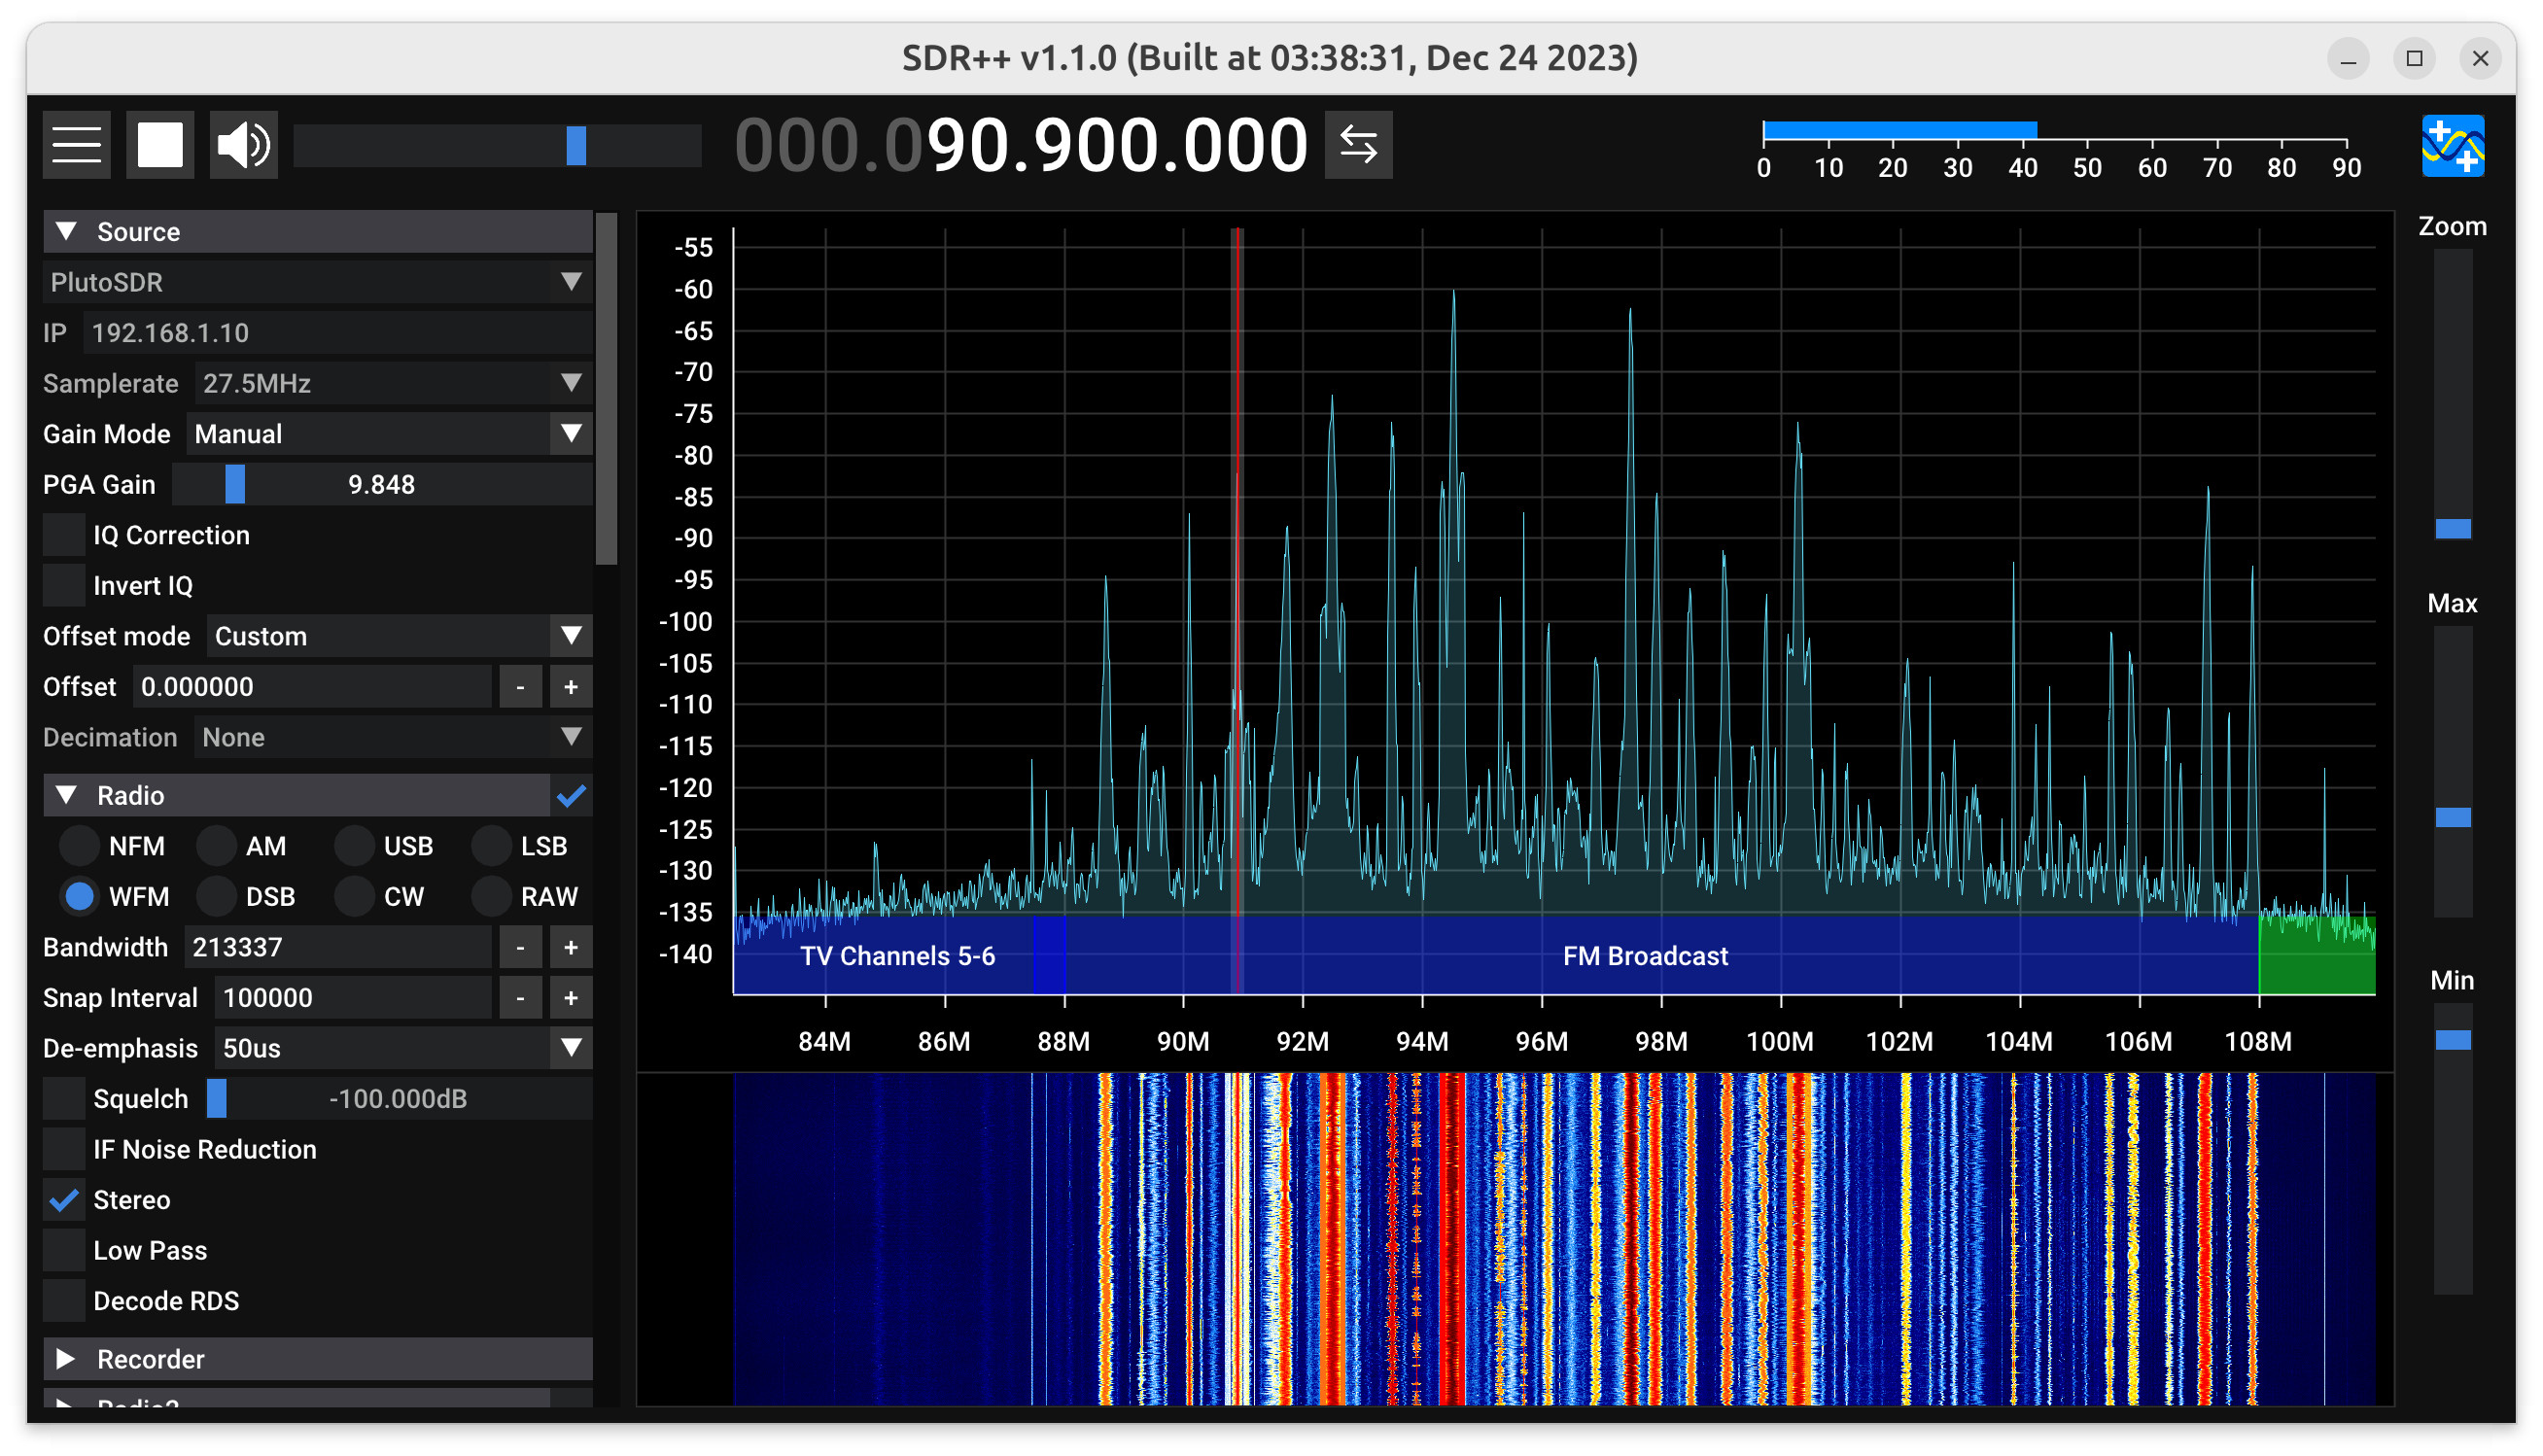 SDR++ v1.1.0 (Built at 03:38:31, Dec 24 2023)
000.090.900.000
0 10 20 30 40 50 60 70 80 90
Source
PlutoSDR
IP 192.168.1.10
Samplerate 27.5MHz
Gain Mode Manual
PGA Gain 9.848
IQ Correction
Invert IQ
Offset mode Custom
Offset 0.000000 - +
Decimation None
Radio
NFM AM USB LSB
WFM DSB CW RAW
Bandwidth 213337 - +
Snap Interval 100000 - +
De-emphasis 50us
Squelch -100.000dB
IF Noise Reduction
Stereo
Low Pass
Decode RDS
Recorder
Radio2
-55
-60
-65
-70
-75
-80
-85
-90
-95
-100
-105
-110
-115
-120
-125
-130
-135
-140
TV Channels 5-6 FM Broadcast
84M 86M 88M 90M 92M 94M 96M 98M 100M 102M 104M 106M 108M
Zoom
Max
Min